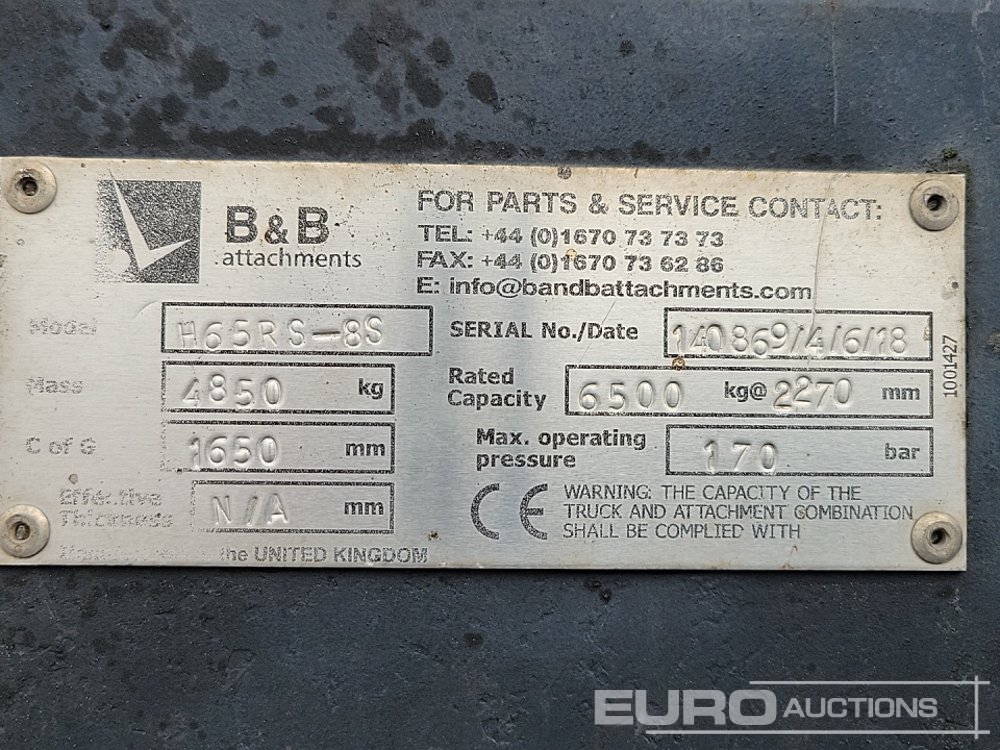 B&B
attachments
FOR PARTS & SERVICE CONTACT:
TEL: +44 (0)1670 73 73 73
FAX: +44 (0)1670 73 62 86
E: info@bandbattachments.com
Model H65RS-8S
SERIAL No./Date 140869/4/6/18
Mass 4850 kg
Rated Capacity 6500 kg@ 2270 mm
C of G 1650 mm
Max. operating pressure 170 bar
Effective Thickness N/A mm
WARNING: THE CAPACITY OF THE
TRUCK AND ATTACHMENT COMBINATION
SHALL BE COMPLIED WITH
CE
the UNITED KINGDOM
1001427
EURO AUCTIONS